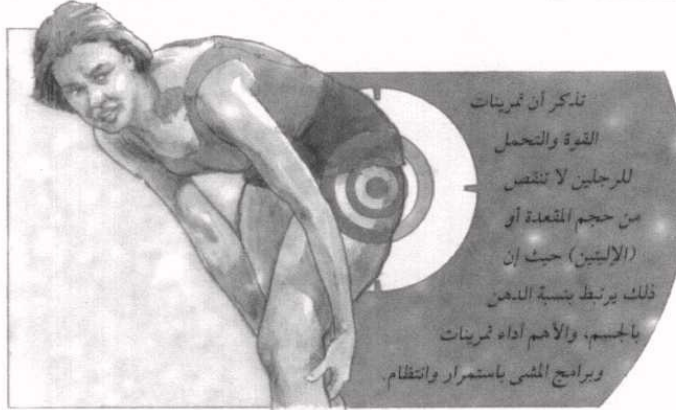 تذكر أن تمرينات
القوة والتحمل
للرجلين لا تنقص
من حجم المقعدة أو
(الإليتين) حيث إن
ذلك يرتبط بنسبة الدهن
بالجسم، والأهم أداء تمرينات
وبرامج المشى باستمرار وانتظام.